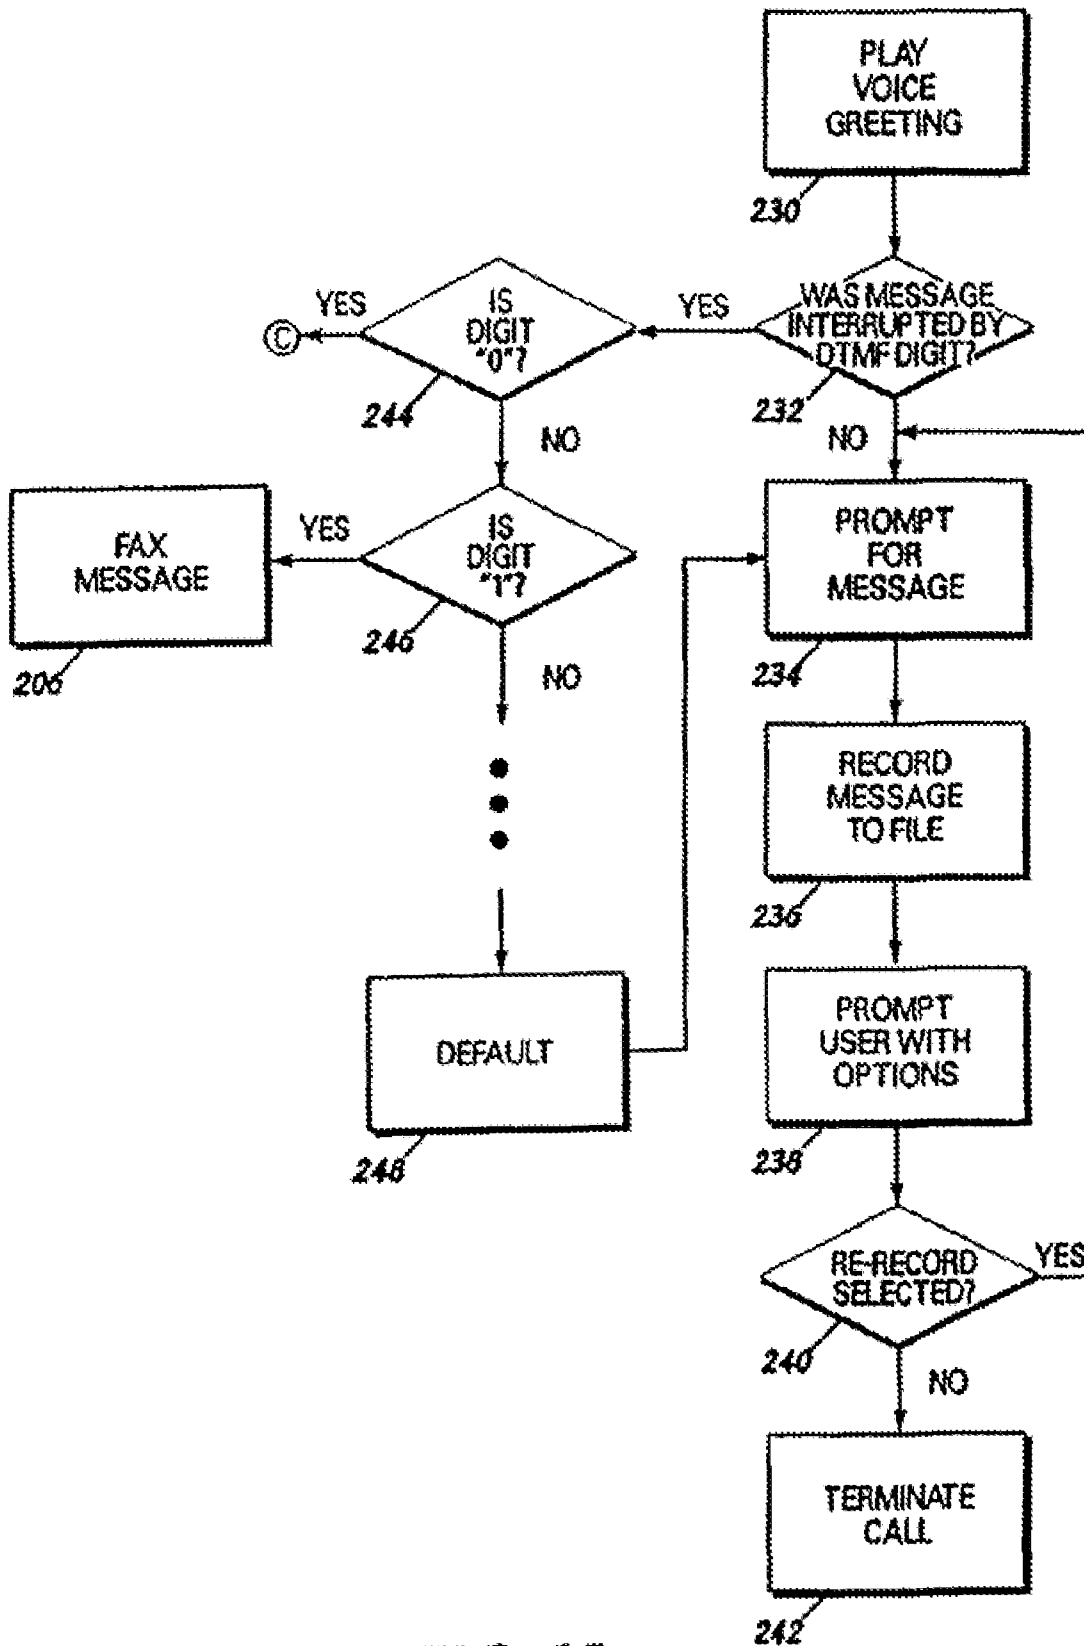 PLAY
VOICE
GREETING
230
WAS MESSAGE
INTERRUPTED BY
DTMF DIGIT?
232
YES
NO
IS
DIGIT
"0"?
244
YES
C
NO
IS
DIGIT
"1"?
246
YES
FAX
MESSAGE
206
NO
DEFAULT
248
PROMPT
FOR
MESSAGE
234
RECORD
MESSAGE
TO FILE
236
PROMPT
USER WITH
OPTIONS
238
RE-RECORD
SELECTED?
240
YES
NO
TERMINATE
CALL
242